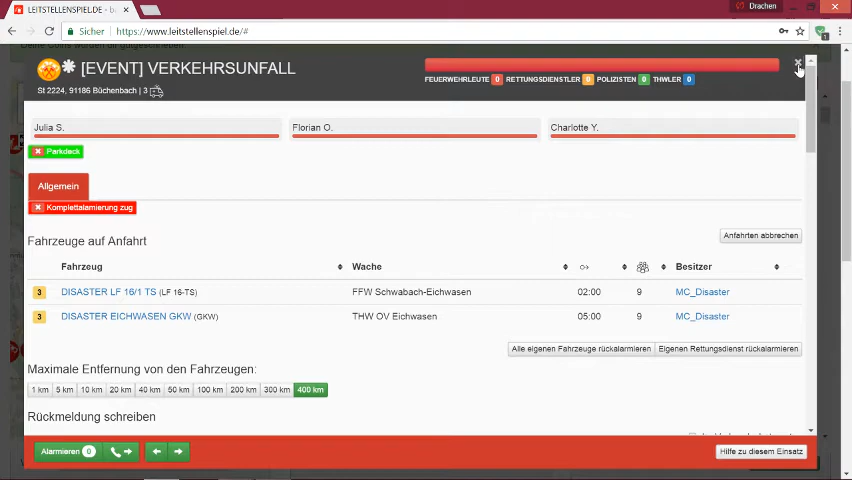 LEITSTELLENSPIEL.DE - b
Drachen
Sicher
https://www.leitstellenspiel.de/#
[EVENT] VERKEHRSUNFALL
FEUERWEHRLEUTE 0 RETTUNGSDIENSTLER 0 POLIZISTEN 0 THWLER 0
St 2224, 91186 Büchenbach | 3
Julia S.
Florian O.
Charlotte Y.
Parkdeck
Allgemein
Komplettalamierung zug
Fahrzeuge auf Anfahrt
Anfahrten abbrechen
Fahrzeug Wache Besitzer
3 DISASTER LF 16/1 TS (LF 16-TS) FFW Schwabach-Eichwasen 02:00 9 MC_Disaster
3 DISASTER EICHWASEN GKW (GKW) THW OV Eichwasen 05:00 9 MC_Disaster
Alle eigenen Fahrzeuge rückalarmieren Eigenen Rettungsdienst rückalarmieren
Maximale Entfernung von den Fahrzeugen:
1 km 5 km 10 km 20 km 40 km 50 km 100 km 200 km 300 km 400 km
Rückmeldung schreiben
Alarmieren 0
Hilfe zu diesem Einsatz